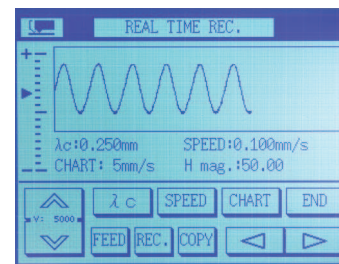 REAL TIME REC.
λc:0.250mm SPEED:0.100mm/s
CHART: 5mm/s H mag.:50.00
λc SPEED CHART END
V: 5000
FEED REC. COPY